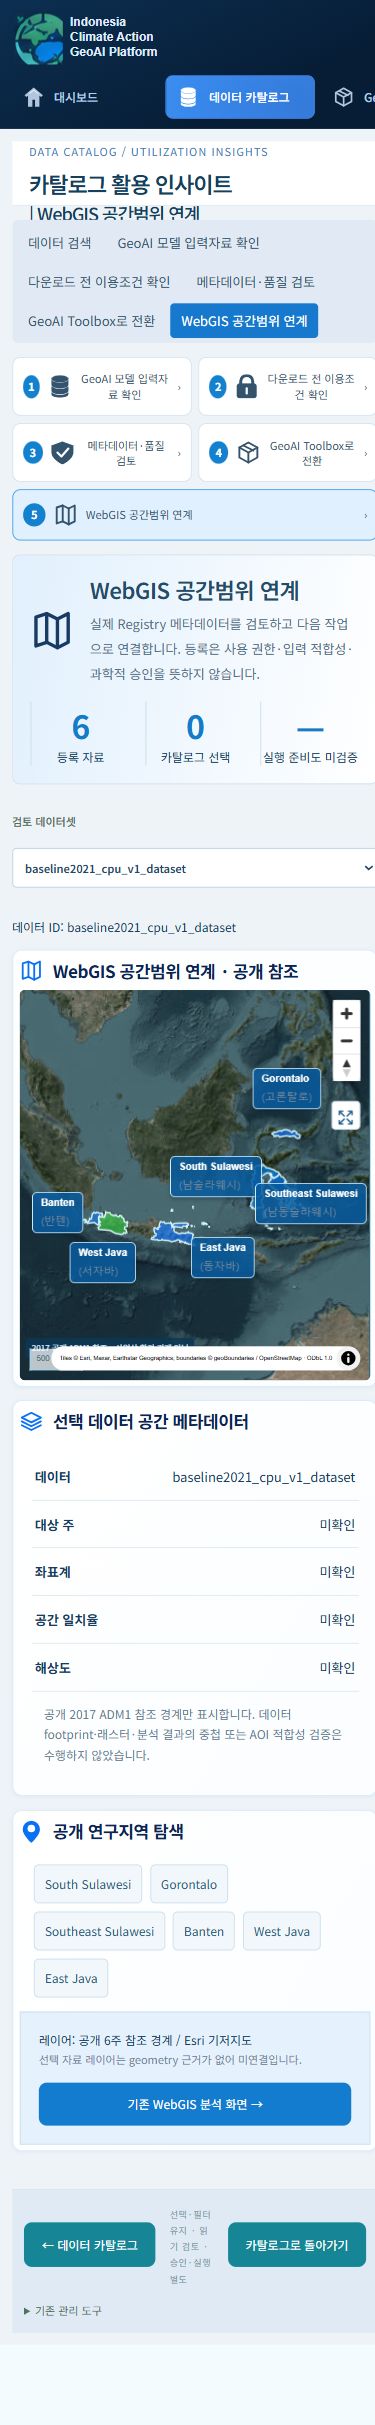 Indonesia
Climate Action
GeoAI Platform
대시보드
데이터 카탈로그
Ge
DATA CATALOG / UTILIZATION INSIGHTS
카탈로그 활용 인사이트
| WebGIS 공간범위 연계
데이터 검색
GeoAI 모델 입력자료 확인
다운로드 전 이용조건 확인
메타데이터·품질 검토
GeoAI Toolbox로 전환
WebGIS 공간범위 연계
1
GeoAI 모델 입력자
료 확인
›
2
다운로드 전 이용조
건 확인
›
3
메타데이터·품질
검토
›
4
GeoAI Toolbox로
전환
›
5
WebGIS 공간범위 연계
›
WebGIS 공간범위 연계
실제 Registry 메타데이터를 검토하고 다음 작업
으로 연결합니다. 등록은 사용 권한·입력 적합성·
과학적 승인을 뜻하지 않습니다.
6
등록 자료
0
카탈로그 선택
—
실행 준비도 미검증
검토 데이터셋
baseline2021_cpu_v1_dataset
데이터 ID: baseline2021_cpu_v1_dataset
WebGIS 공간범위 연계 · 공개 참조
Gorontalo
(고론탈로)
South Sulawesi
(남술라웨시)
Southeast Sulawesi
(남동술라웨시)
Banten
(반텐)
West Java
(서자바)
East Java
(동자바)
500
Tiles © Esri, Maxar, Earthstar Geographics, boundaries © geoBoundaries / OpenStreetMap · ODbL 1.0
선택 데이터 공간 메타데이터
데이터
baseline2021_cpu_v1_dataset
대상 주
미확인
좌표계
미확인
공간 일치율
미확인
해상도
미확인
공개 2017 ADM1 참조 경계만 표시합니다. 데이터
footprint·래스터·분석 결과의 중첩 또는 AOI 적합성 검증은
수행하지 않았습니다.
공개 연구지역 탐색
South Sulawesi
Gorontalo
Southeast Sulawesi
Banten
West Java
East Java
레이어: 공개 6주 참조 경계 / Esri 기저지도
선택 자료 레이어는 geometry 근거가 없어 미연결입니다.
기존 WebGIS 분석 화면 →
← 데이터 카탈로그
선택·필터
유지 · 읽
기 검토 ·
승인·실행
별도
카탈로그로 돌아가기
▶ 기존 관리 도구